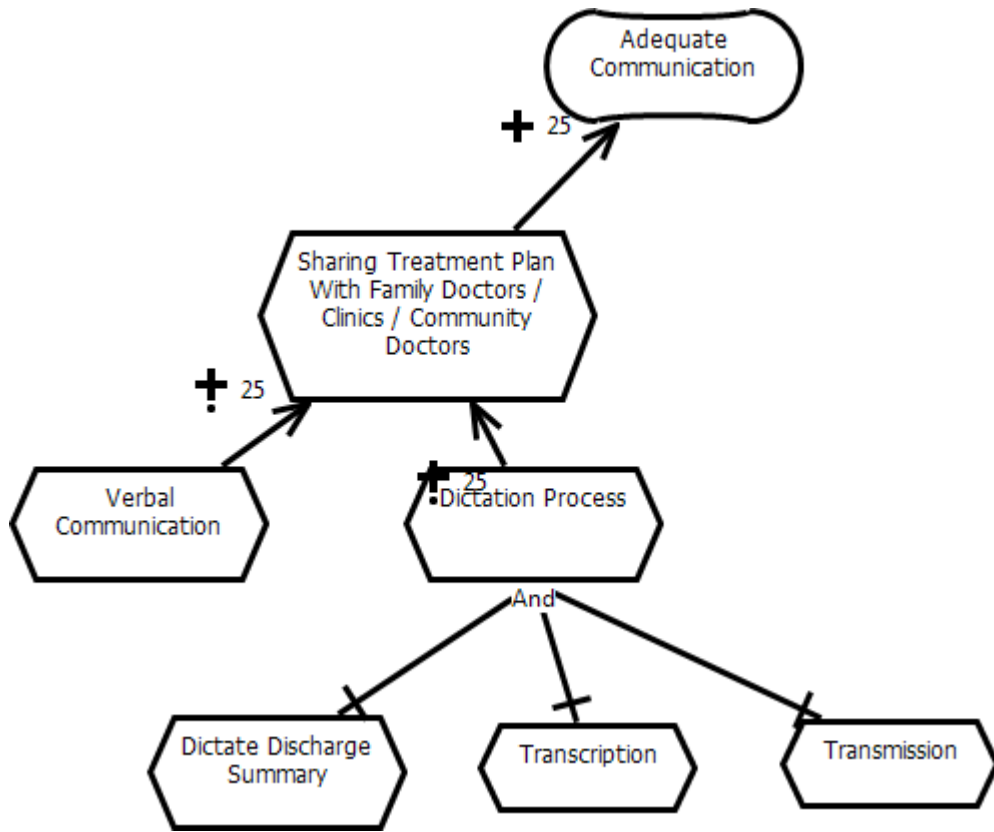 Adequate
Communication
25
Sharing Treatment Plan
With Family Doctors /
Clinics / Community
Doctors
25
25
Verbal
Communication
Dictation Process
And
Dictate Discharge
Summary
Transcription
Transmission